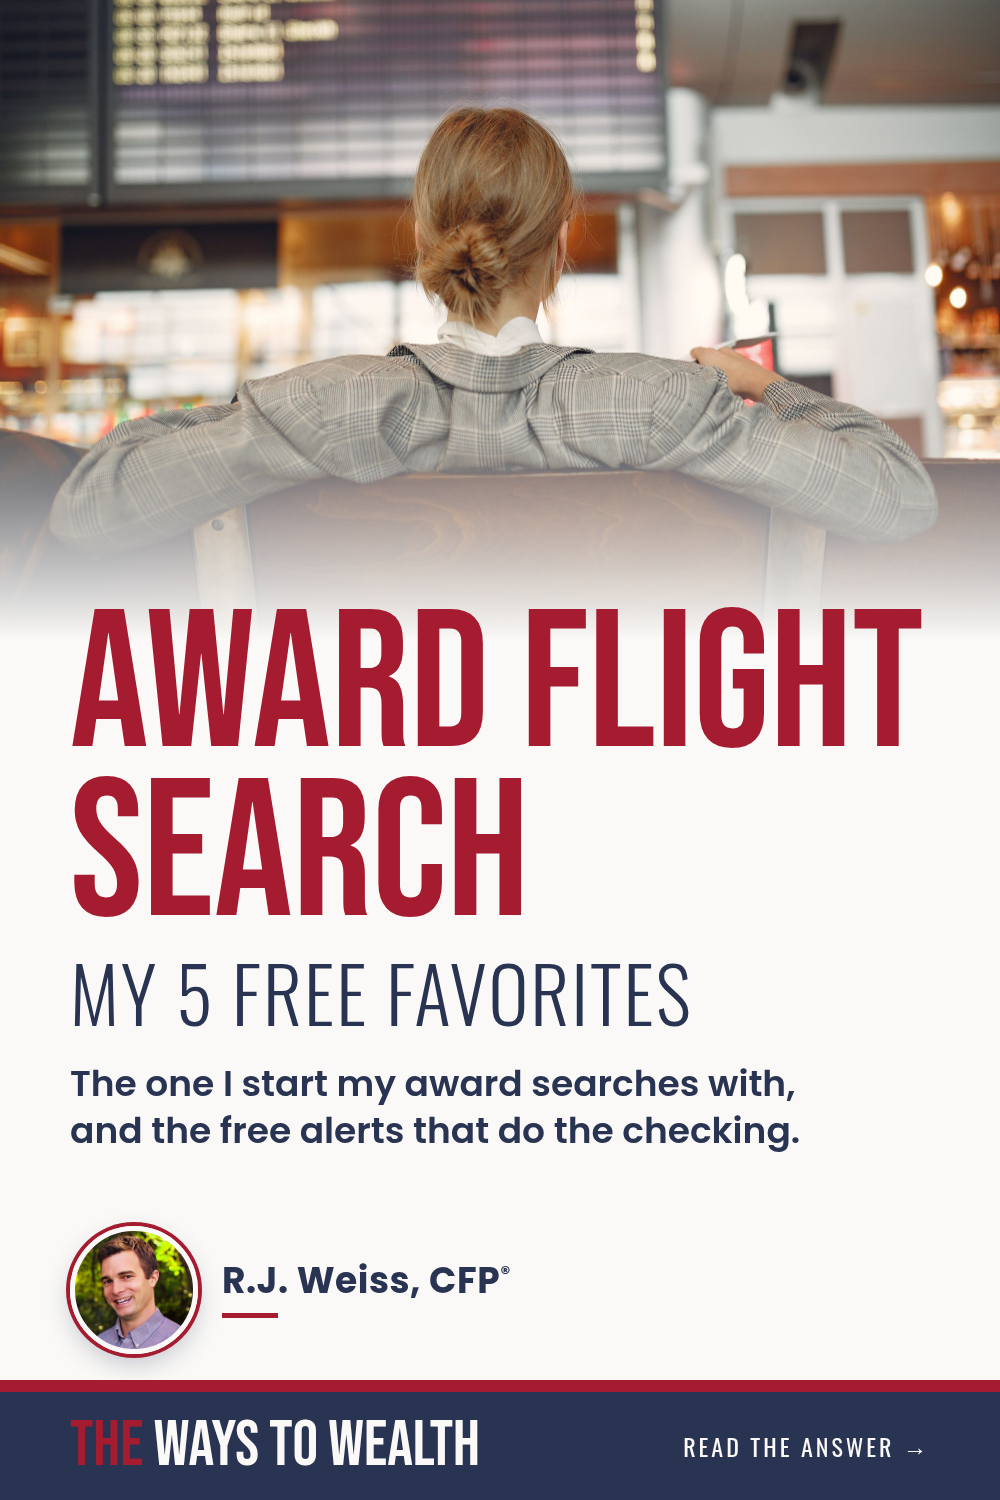 AWARD FLIGHT
SEARCH
MY 5 FREE FAVORITES
The one I start my award searches with,
and the free alerts that do the checking.
R.J. Weiss, CFP®
THE WAYS TO WEALTH
READ THE ANSWER →